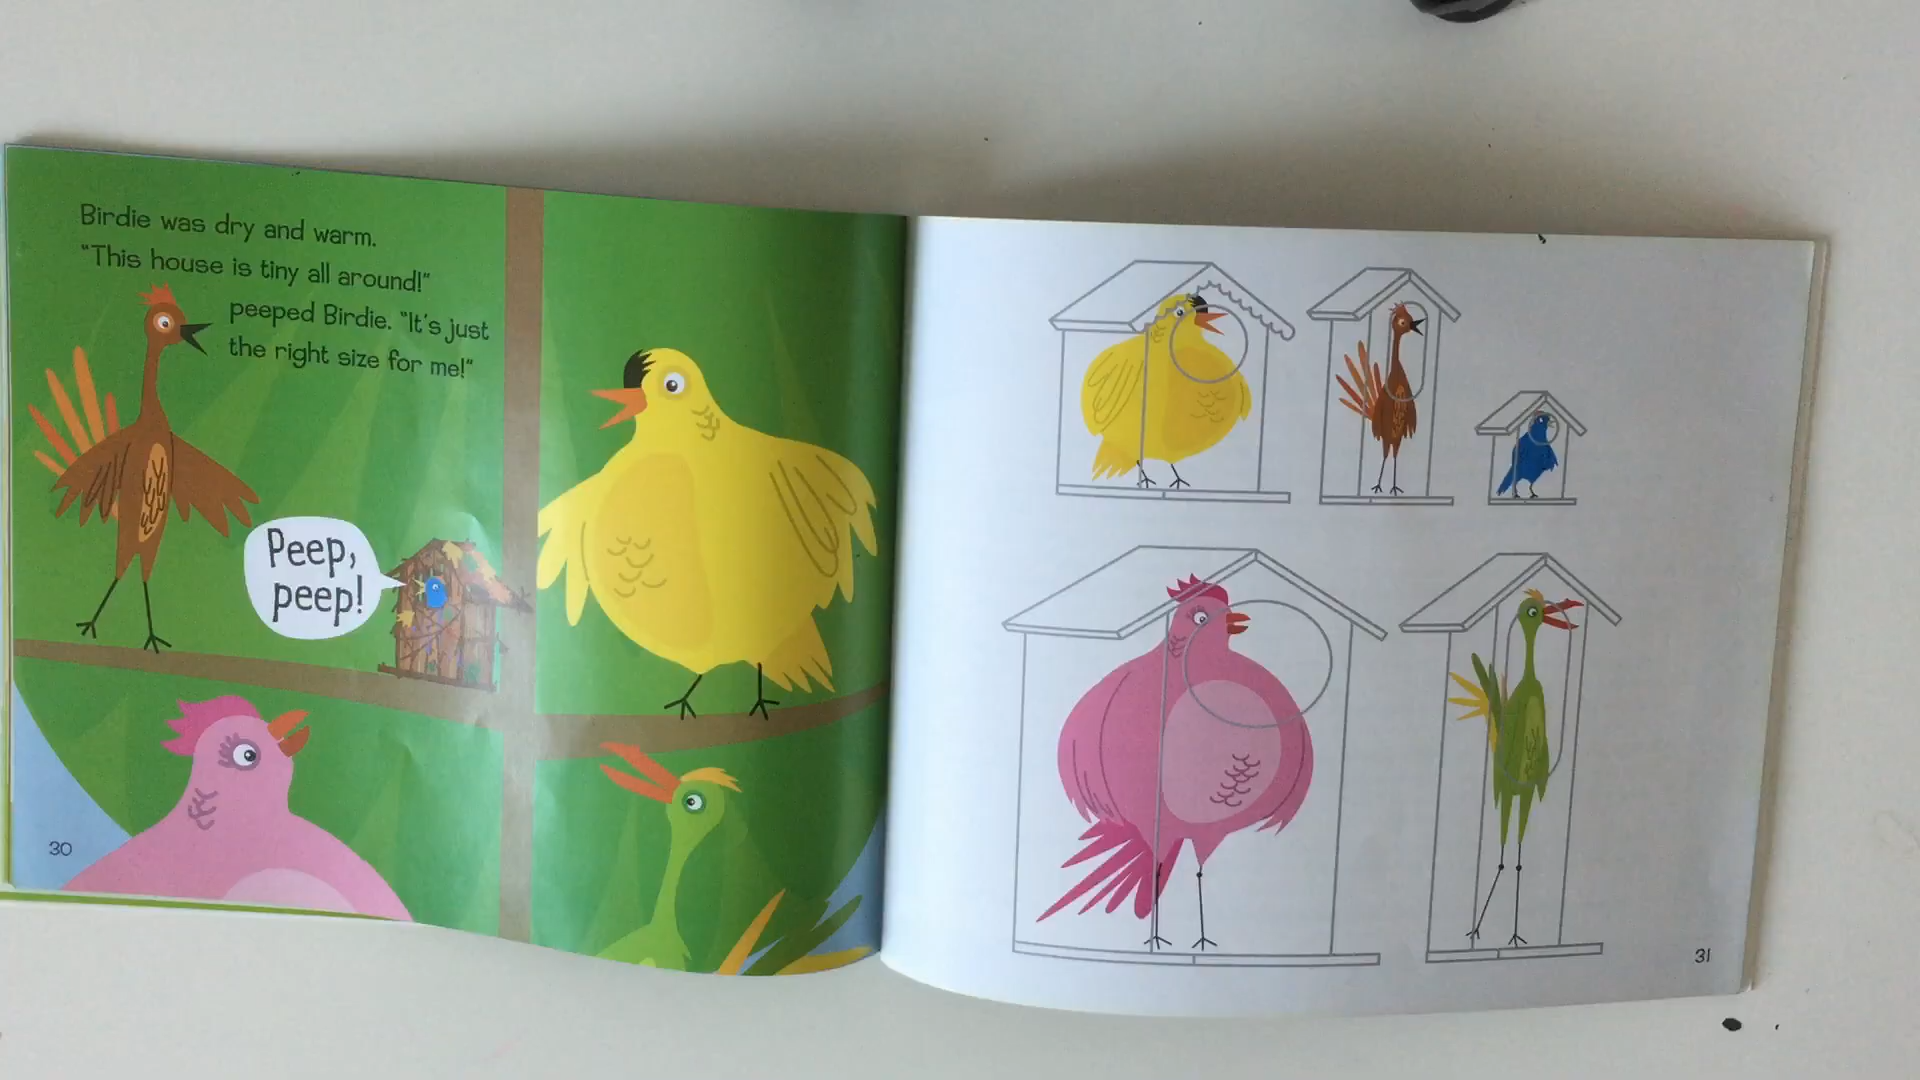 Birdie was dry and warm.
"This house is tiny all around!"
peeped Birdie. "It's just
the right size for me!"
Peep,
peep!
30
31